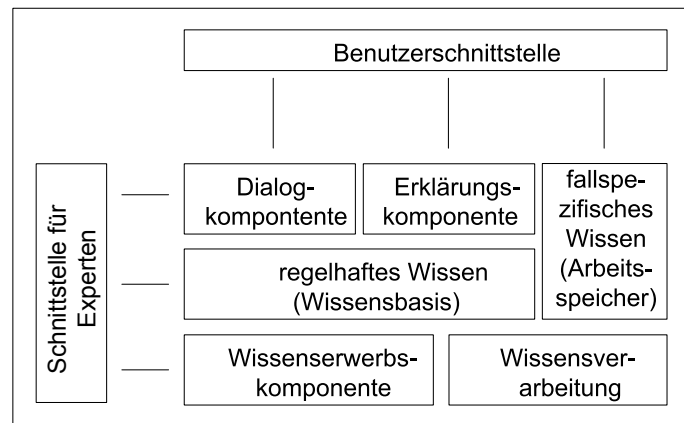 Benutzerschnittstelle
Schnittstelle für
Experten
Dialog-
kompontente
Erklärungs-
komponente
fallspe-
zifisches
Wissen
(Arbeits-
speicher)
regelhaftes Wissen
(Wissensbasis)
Wissenserwerbs-
komponente
Wissensver-
arbeitung